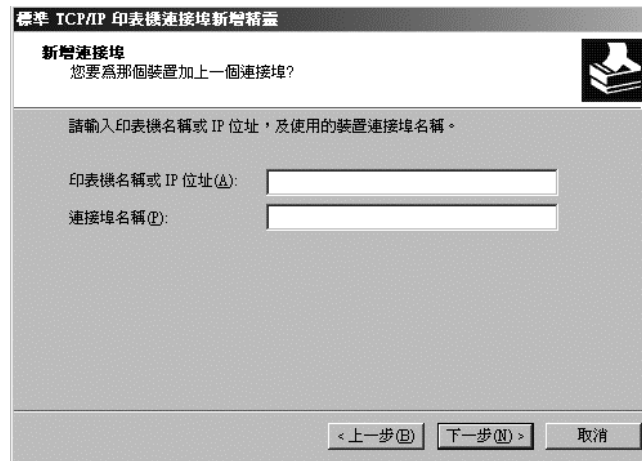 標準 TCP/IP 印表機連接埠新增精靈
新增連接埠
您要為那個裝置加上一個連接埠?
請輸入印表機名稱或 IP 位址，及使用的裝置連接埠名稱。
印表機名稱或 IP 位址(A):
連接埠名稱(P):
<上一步(B) 下一步(N) > 取消